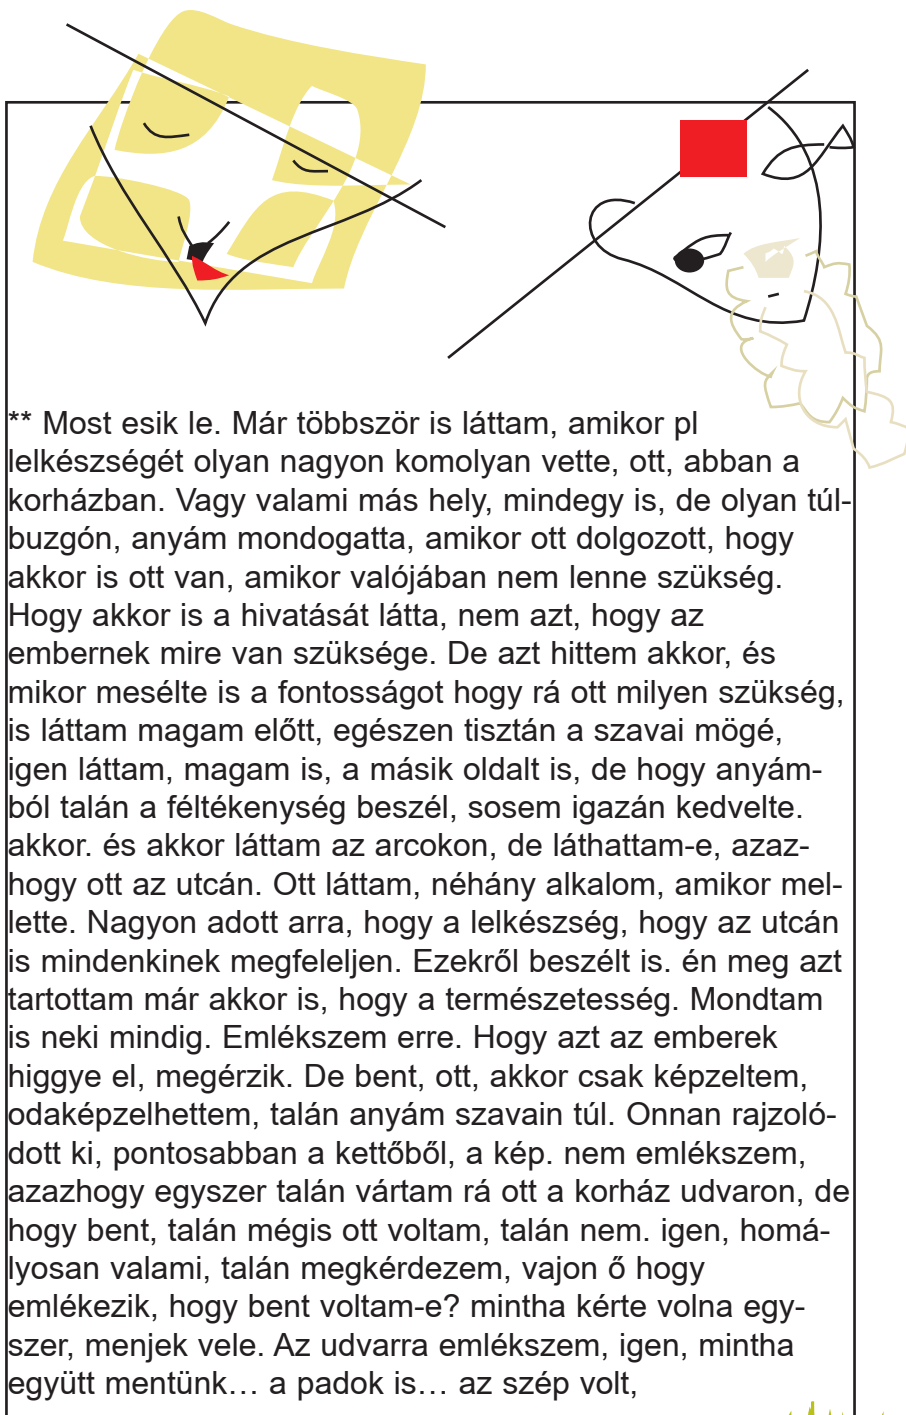 ** Most esik le. Már többször is láttam, amikor pl
lelkészségét olyan nagyon komolyan vette, ott, abban a
korházban. Vagy valami más hely, mindegy is, de olyan túl-
buzgón, anyám mondogatta, amikor ott dolgozott, hogy
akkor is ott van, amikor valójában nem lenne szükség.
Hogy akkor is a hivatását látta, nem azt, hogy az
embernek mire van szüksége. De azt hittem akkor, és
mikor mesélte is a fontosságot hogy rá ott milyen szükség,
is láttam magam előtt, egészen tisztán a szavai mögé,
igen láttam, magam is, a másik oldalt is, de hogy anyám-
ból talán a féltékenység beszél, sosem igazán kedvelte.
akkor. és akkor láttam az arcokon, de láthattam-e, azaz-
hogy ott az utcán. Ott láttam, néhány alkalom, amikor mel-
lette. Nagyon adott arra, hogy a lelkészség, hogy az utcán
is mindenkinek megfeleljen. Ezekről beszélt is. én meg azt
tartottam már akkor is, hogy a természetesség. Mondtam
is neki mindig. Emlékszem erre. Hogy azt az emberek
higgye el, megérzik. De bent, ott, akkor csak képzeltem,
odaképzelhettem, talán anyám szavain túl. Onnan rajzoló-
dott ki, pontosabban a kettőből, a kép. nem emlékszem,
azazhogy egyszer talán vártam rá ott a korház udvaron, de
hogy bent, talán mégis ott voltam, talán nem. igen, homá-
lyosan valami, talán megkérdezem, vajon ő hogy
emlékezik, hogy bent voltam-e? mintha kérte volna egy-
szer, menjek vele. Az udvarra emlékszem, igen, mintha
együtt mentünk… a padok is… az szép volt,